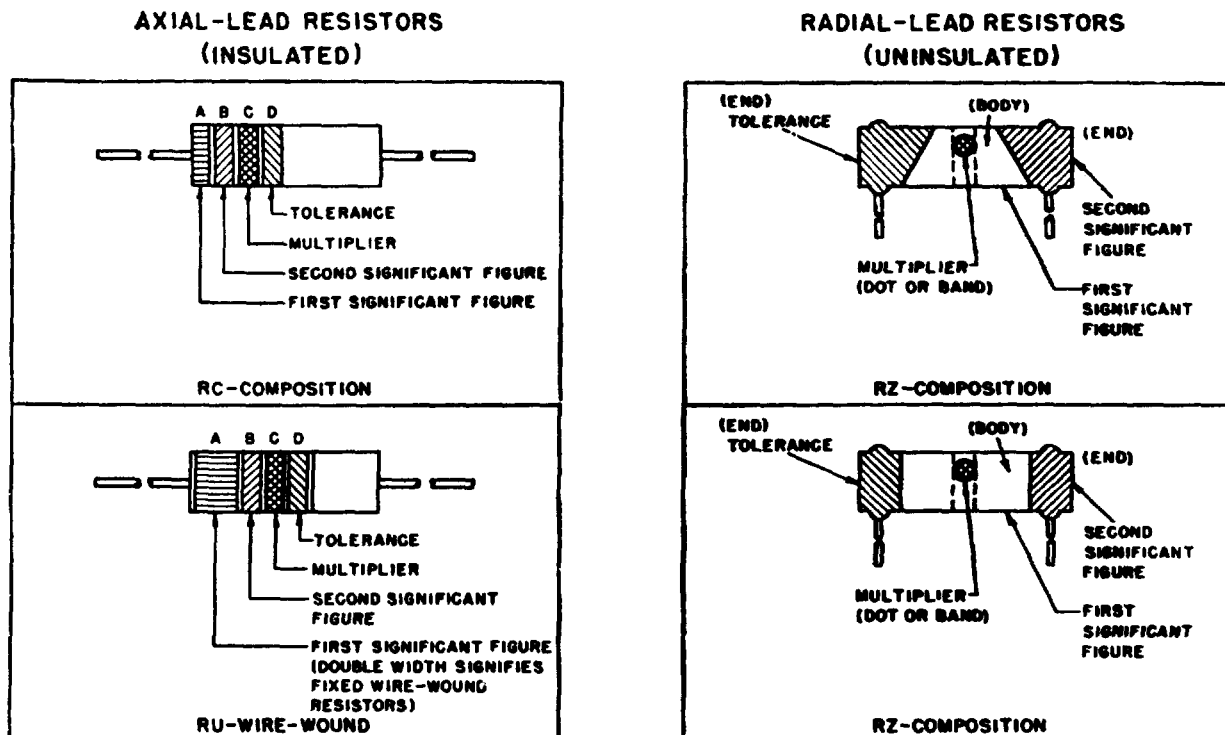 AXIAL-LEAD RESISTORS
(INSULATED)
A B C D
TOLERANCE
MULTIPLIER
SECOND SIGNIFICANT FIGURE
FIRST SIGNIFICANT FIGURE
RC-COMPOSITION
A B C D
TOLERANCE
MULTIPLIER
SECOND SIGNIFICANT
FIGURE
FIRST SIGNIFICANT FIGURE
(DOUBLE WIDTH SIGNIFIES
FIXED WIRE-WOUND
RESISTORS)
RU-WIRE-WOUND
RADIAL-LEAD RESISTORS
(UNINSULATED)
(END)
TOLERANCE
(BODY)
(END)
SECOND
SIGNIFICANT
FIGURE
MULTIPLIER
(DOT OR BAND)
FIRST
SIGNIFICANT
FIGURE
RZ-COMPOSITION
(END)
TOLERANCE
(BODY)
(END)
SECOND
SIGNIFICANT
FIGURE
MULTIPLIER
(DOT OR BAND)
FIRST
SIGNIFICANT
FIGURE
RZ-COMPOSITION